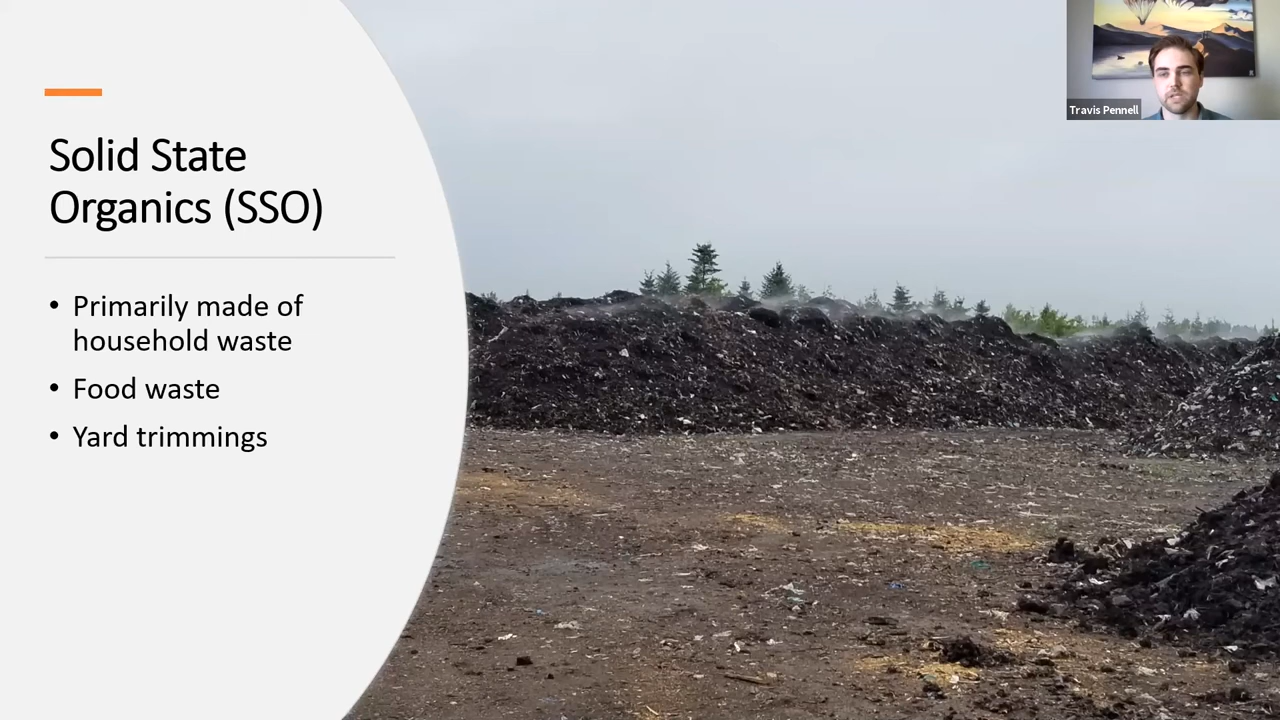 Solid State
Organics (SSO)
• Primarily made of
household waste
• Food waste
• Yard trimmings
Travis Pennell